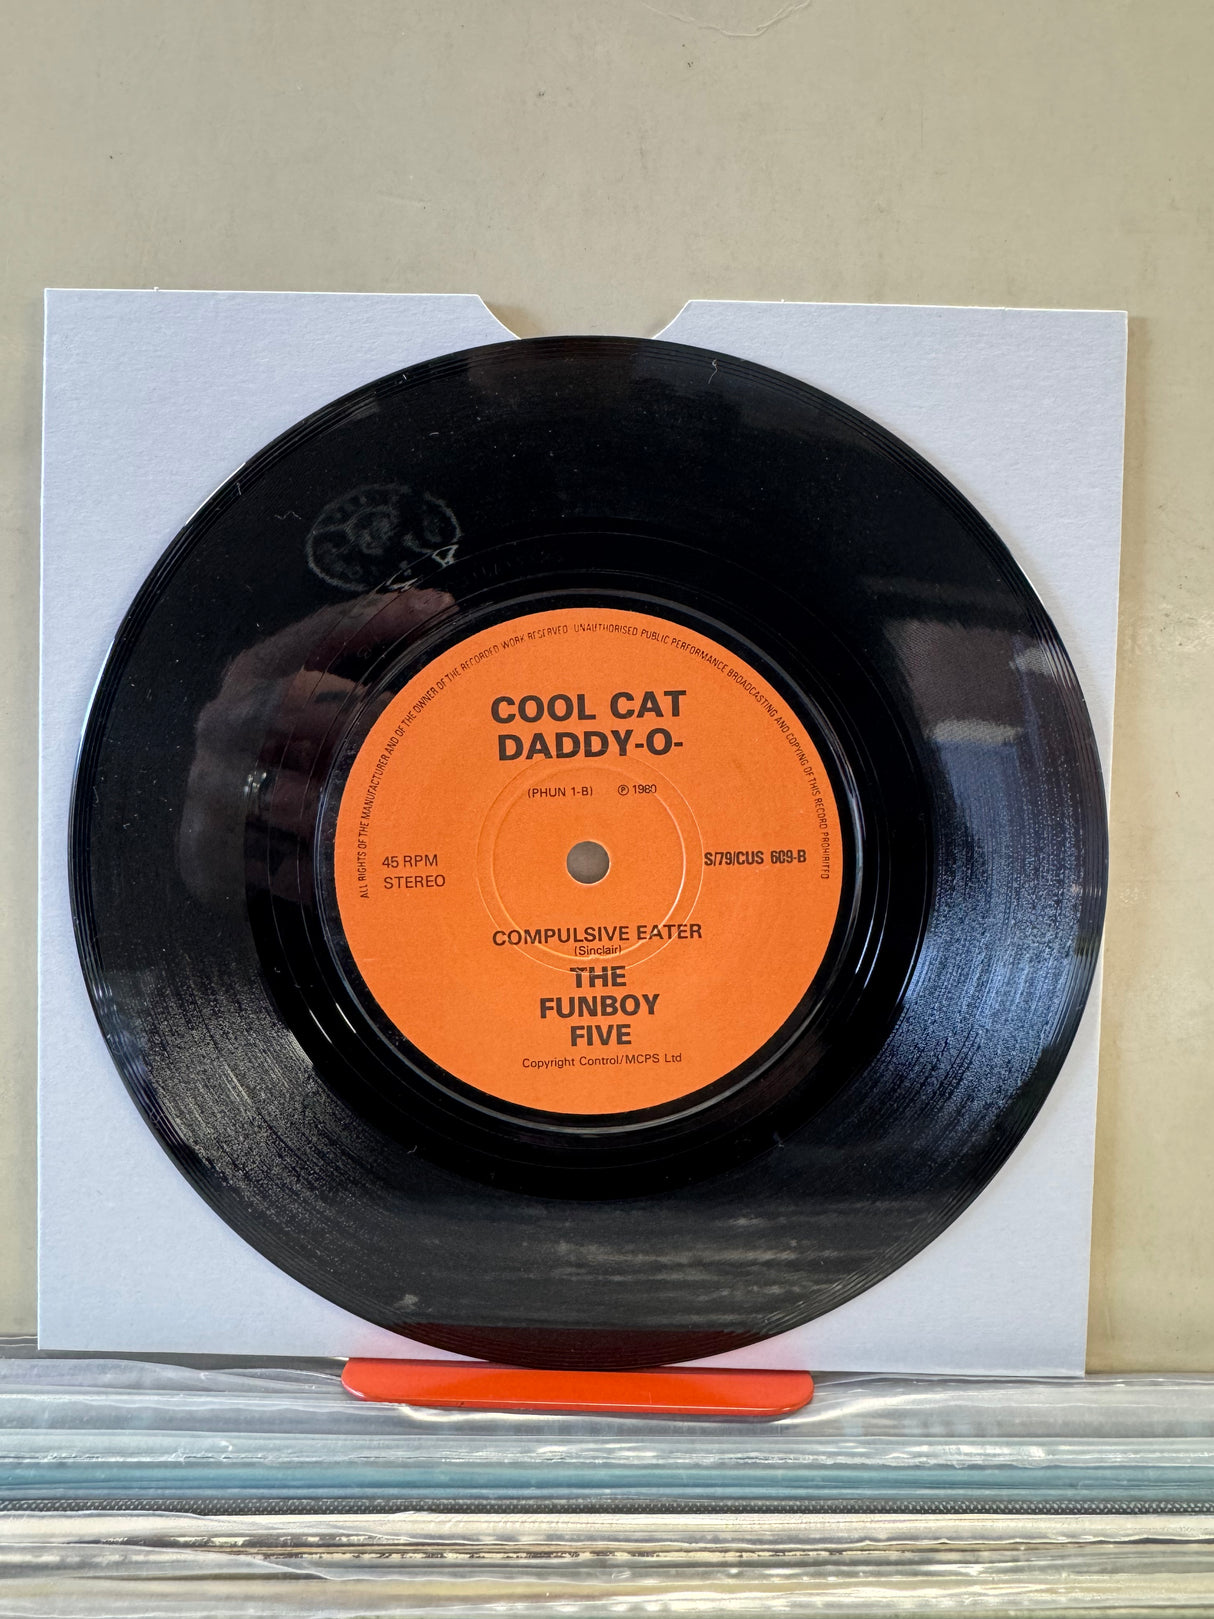 ALL RIGHTS OF THE MANUFACTURER AND OF THE OWNER OF THE RECORDED WORK RESERVED · UNAUTHORISED PUBLIC PERFORMANCE BROADCASTING AND COPYING OF THIS RECORD PROHIBITED
COOL CAT
DADDY-O-
(PHUN 1-B) ℗ 1980
45 RPM
STEREO
S/79/CUS 609-B
COMPULSIVE EATER
(Sinclair)
THE
FUNBOY
FIVE
Copyright Control/MCPS Ltd